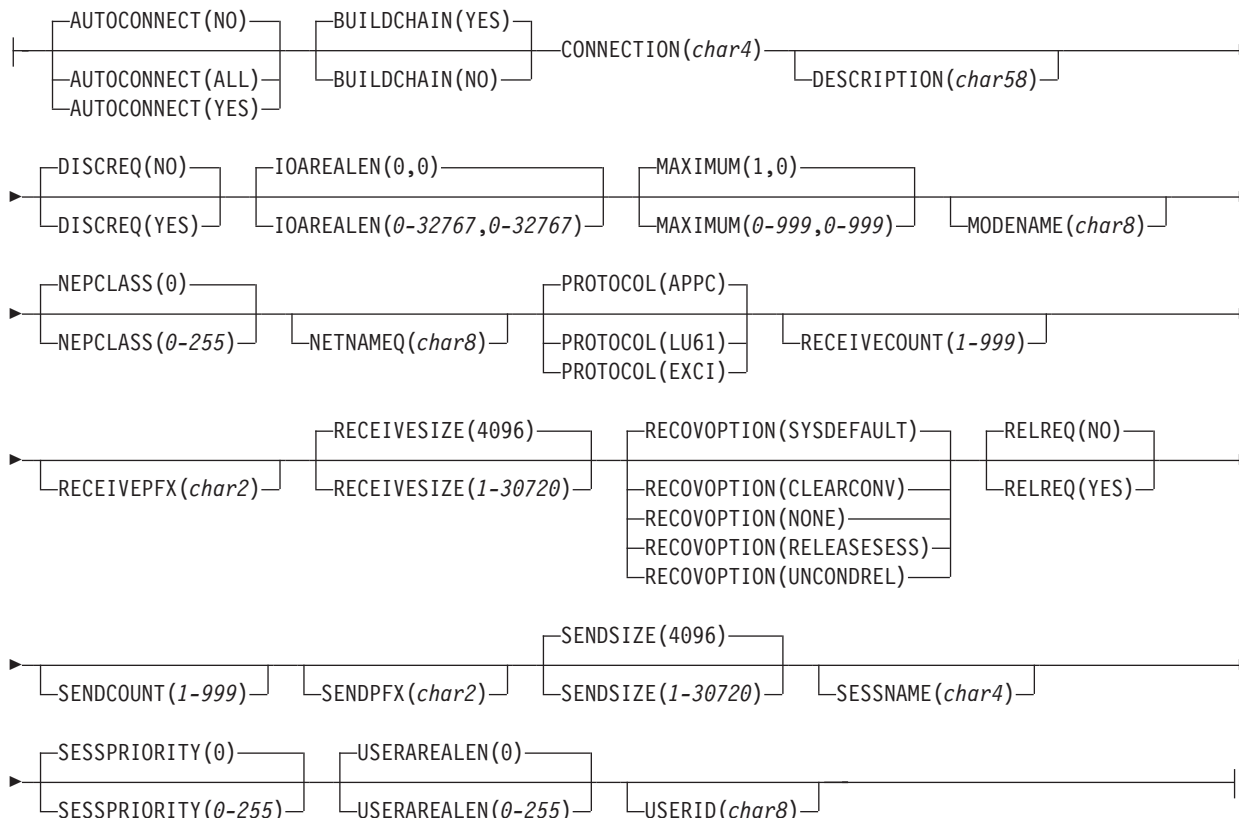 AUTOCONNECT(NO) BUILDCHAIN(YES)
CONNECTION(char4)
AUTOCONNECT(ALL) BUILDCHAIN(NO) DESCRIPTION(char58)
AUTOCONNECT(YES)
DISCREQ(NO) IOAREALEN(0,0) MAXIMUM(1,0)
DISCREQ(YES) IOAREALEN(0-32767,0-32767) MAXIMUM(0-999,0-999) MODENAME(char8)
NEPCLASS(0) PROTOCOL(APPC)
NEPCLASS(0-255) NETNAMEQ(char8) PROTOCOL(LU61) RECEIVECOUNT(1-999)
PROTOCOL(EXCI)
RECEIVESIZE(4096) RECOVOPTION(SYSDEFAULT) RELREQ(NO)
RECEIVEPFX(char2) RECEIVESIZE(1-30720) RECOVOPTION(CLEARCONV) RELREQ(YES)
RECOVOPTION(NONE)
RECOVOPTION(RELEASESESS)
RECOVOPTION(UNCONDREL)
SENDSIZE(4096)
SENDCOUNT(1-999) SENDPFX(char2) SENDSIZE(1-30720) SESSNAME(char4)
SESSPRIORITY(0) USERAREALEN(0)
SESSPRIORITY(0-255) USERAREALEN(0-255) USERID(char8)